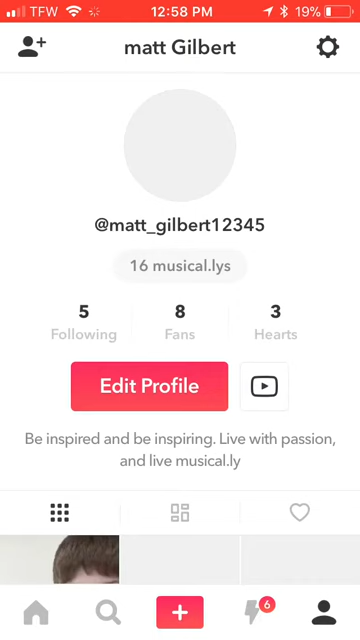 TFW 12:58 PM 19%
matt Gilbert
@matt_gilbert12345
16 musical.lys
5 8 3
Following Fans Hearts
Edit Profile
Be inspired and be inspiring. Live with passion,
and live musical.ly
6